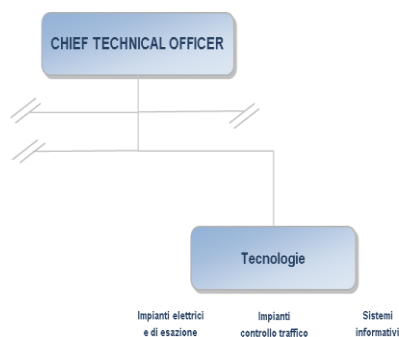 CHIEF TECHNICAL OFFICER
Tecnologie
Impianti elettrici
e di esazione
Impianti
controllo traffico
Sistemi
informativi